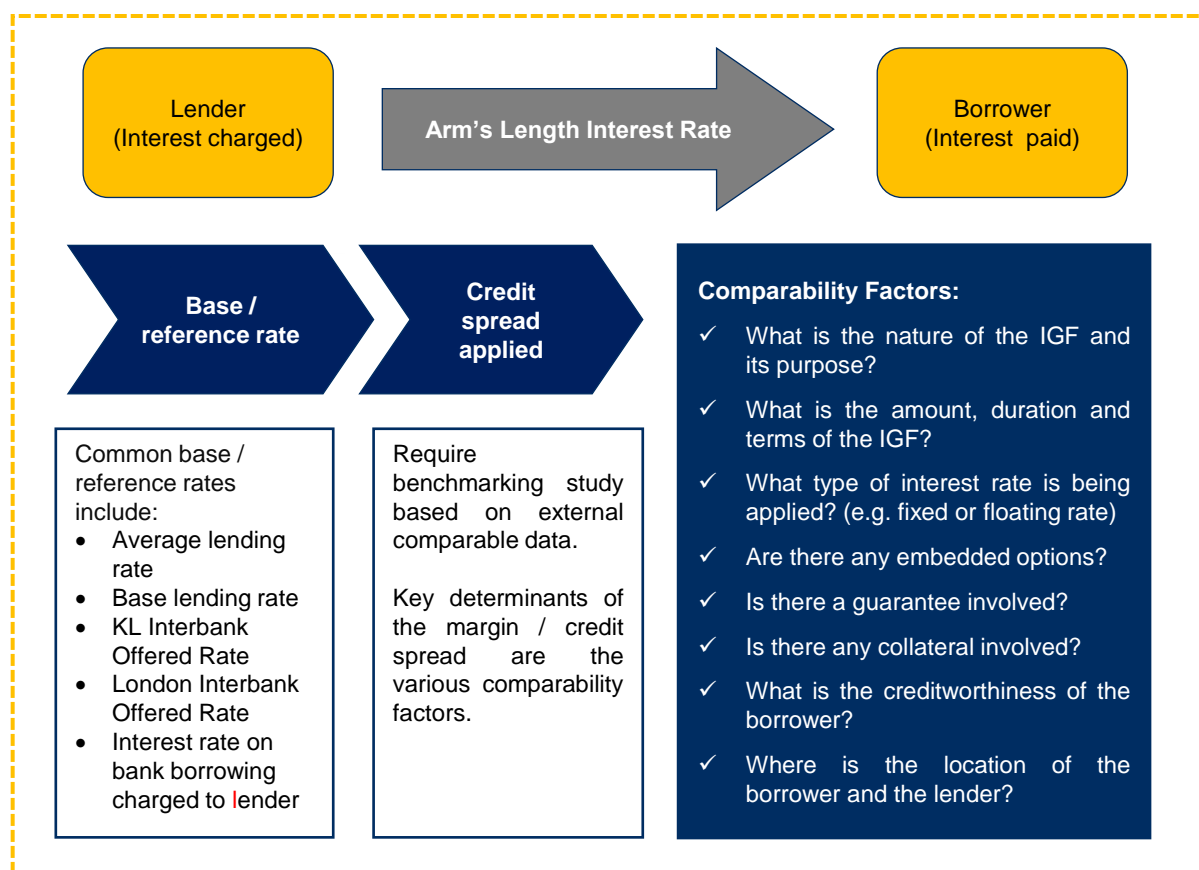 Lender
(Interest charged)
Arm’s Length Interest Rate
Borrower
(Interest paid)
Base /
reference rate
Credit
spread
applied
Common base /
reference rates
include:
• Average lending
rate
• Base lending rate
• KL Interbank
Offered Rate
• London Interbank
Offered Rate
• Interest rate on
bank borrowing
charged to lender
Require
benchmarking study
based on external
comparable data.
Key determinants of
the margin / credit
spread are the
various comparability
factors.
Comparability Factors:
✓ What is the nature of the IGF and
its purpose?
✓ What is the amount, duration and
terms of the IGF?
✓ What type of interest rate is being
applied? (e.g. fixed or floating rate)
✓ Are there any embedded options?
✓ Is there a guarantee involved?
✓ Is there any collateral involved?
✓ What is the creditworthiness of the
borrower?
✓ Where is the location of the
borrower and the lender?